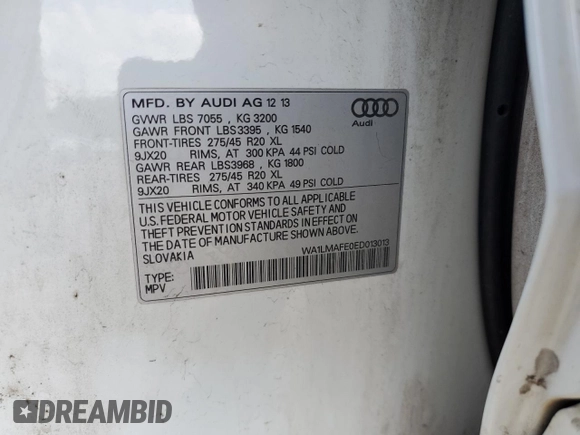 MFD. BY AUDI AG 12 13
GVWR LBS 7055 , KG 3200
GAWR FRONT LBS3395 , KG 1540
FRONT-TIRES 275/45 R20 XL
9JX20 RIMS, AT 300 KPA 44 PSI COLD
GAWR REAR LBS3968 , KG 1800
REAR-TIRES 275/45 R20 XL
9JX20 RIMS, AT 340 KPA 49 PSI COLD
THIS VEHICLE CONFORMS TO ALL APPLICABLE
U.S. FEDERAL MOTOR VEHICLE SAFETY AND
THEFT PREVENTION STANDARDS IN EFFECT ON
THE DATE OF MANUFACTURE SHOWN ABOVE.
SLOVAKIA
Audi
WA1LMAFE0ED013013
TYPE:
MPV
DREAMBID